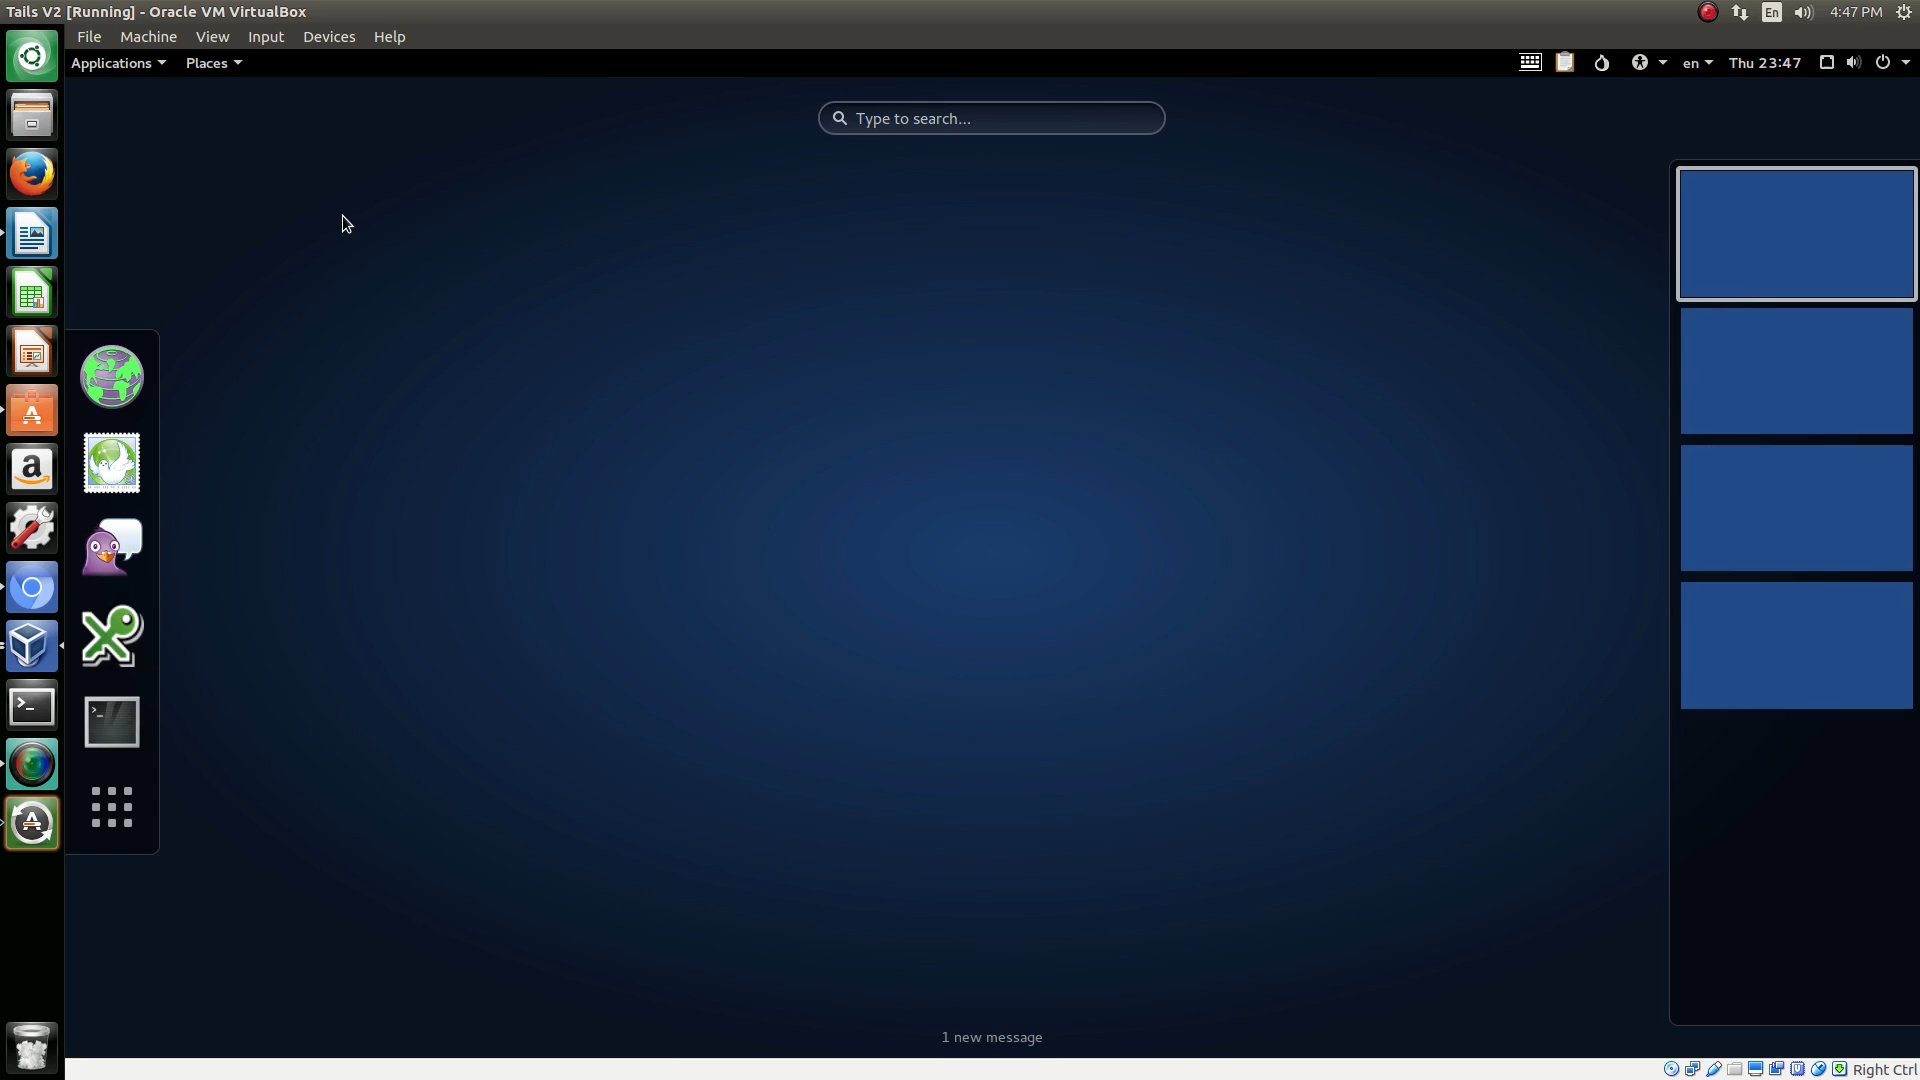 Tails V2 [Running] - Oracle VM VirtualBox
En
4:47 PM
File Machine View Input Devices Help
Applications Places
en Thu 23:47
Type to search...
1 new message
Right Ctrl